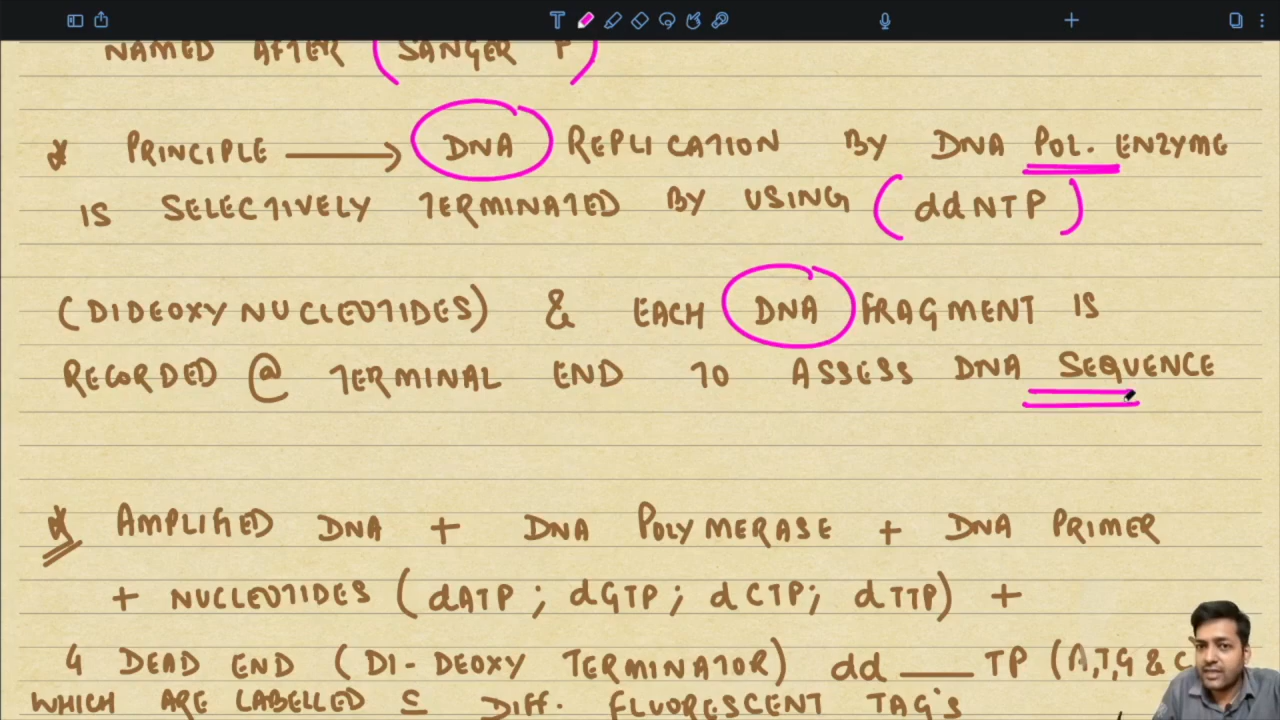 NAMED AFTER (SANGER F)
* PRINCIPLE ⟶ DNA REPLICATION BY DNA POL. ENZYME
IS SELECTIVELY TERMINATED BY USING (ddNTP)
(DIDEOXY NUCLEOTIDES) & EACH DNA FRAGMENT IS
RECORDED @ TERMINAL END TO ASSESS DNA SEQUENCE
* AMPLIFIED DNA + DNA POLYMERASE + DNA PRIMER
+ NUCLEOTIDES (dATP; dGTP; dCTP; dTTP) +
4 DEAD END (DI-DEOXY TERMINATOR) dd ___ TP (A,T,G & C
WHICH ARE LABELLED c̅ DIFF. FLUORESCENT TAG'S